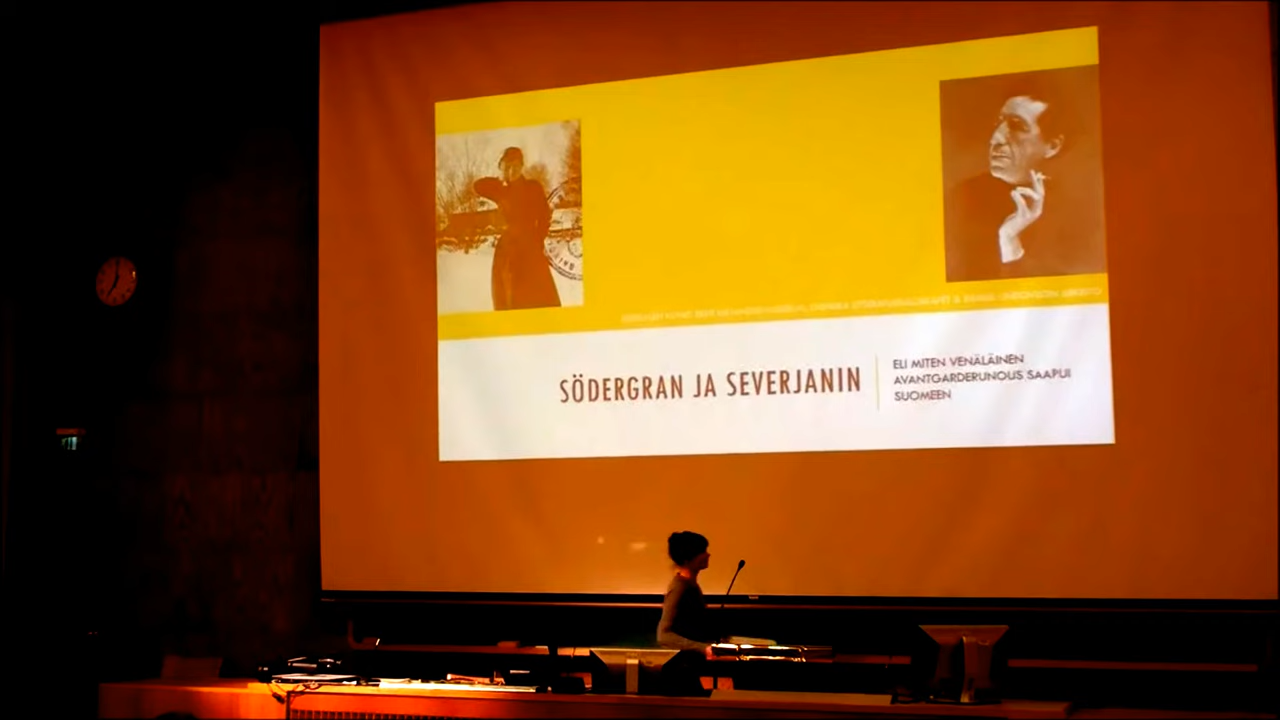 SÖDERGRAN JA SEVERJANIN
ELI MITEN VENÄLÄINEN
AVANTGARDERUNOUS SAAPUI
SUOMEEN